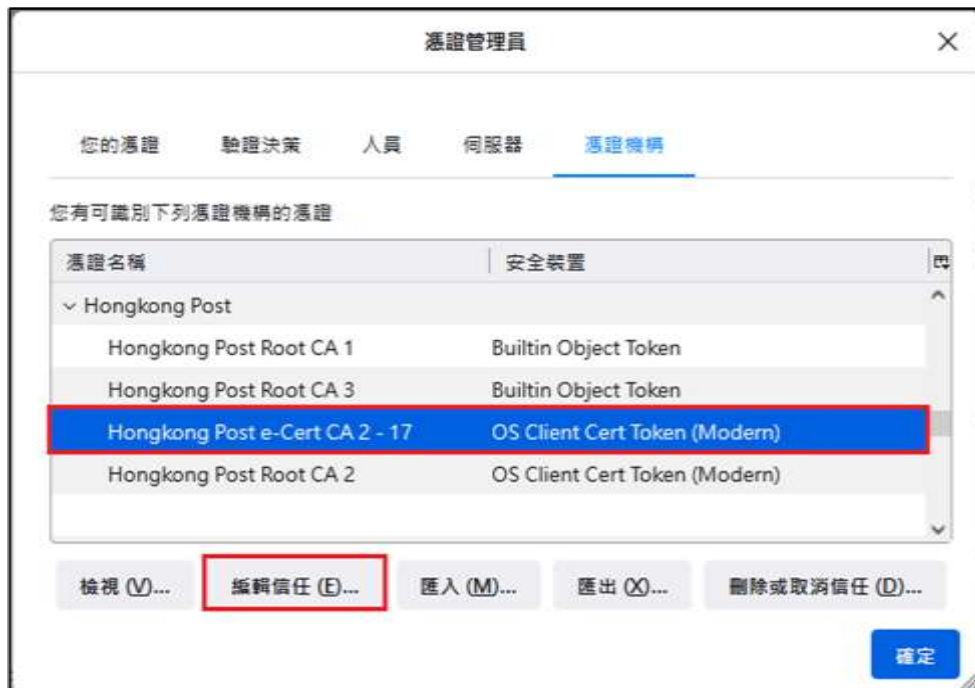 憑證管理員
您的憑證 驗證決策 人員 伺服器 憑證機構
您有可識別下列憑證機構的憑證
憑證名稱 安全裝置
Hongkong Post
Hongkong Post Root CA 1 Builtin Object Token
Hongkong Post Root CA 3 Builtin Object Token
Hongkong Post e-Cert CA 2 - 17 OS Client Cert Token (Modern)
Hongkong Post Root CA 2 OS Client Cert Token (Modern)
檢視 (V)... 編輯信任 (E)... 匯入 (M)... 匯出 (X)... 刪除或取消信任 (D)...
確定